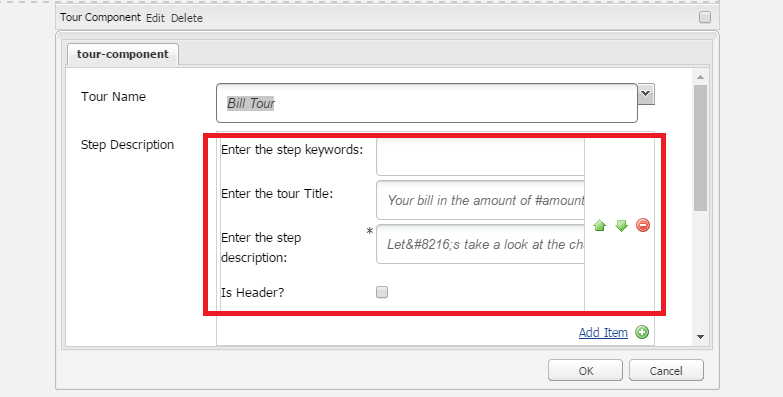 Tour Component Edit Delete
tour-component
Tour Name
Bill Tour
Step Description
Enter the step keywords:
Enter the tour Title:
Your bill in the amount of #amount
Enter the step
description:
*
Let&#8216;s take a look at the ch
Is Header?
Add Item
OK
Cancel